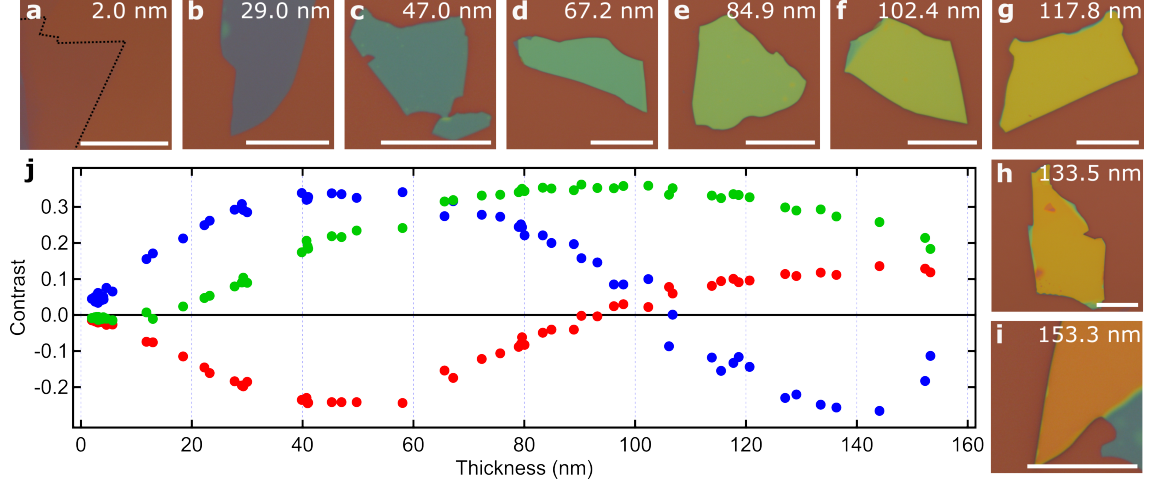 a 2.0 nm
b 29.0 nm
c 47.0 nm
d 67.2 nm
e 84.9 nm
f 102.4 nm
g 117.8 nm
h 133.5 nm
i 153.3 nm
j
0.3
0.2
0.1
0.0
-0.1
-0.2
Contrast
0 20 40 60 80 100 120 140 160
Thickness (nm)